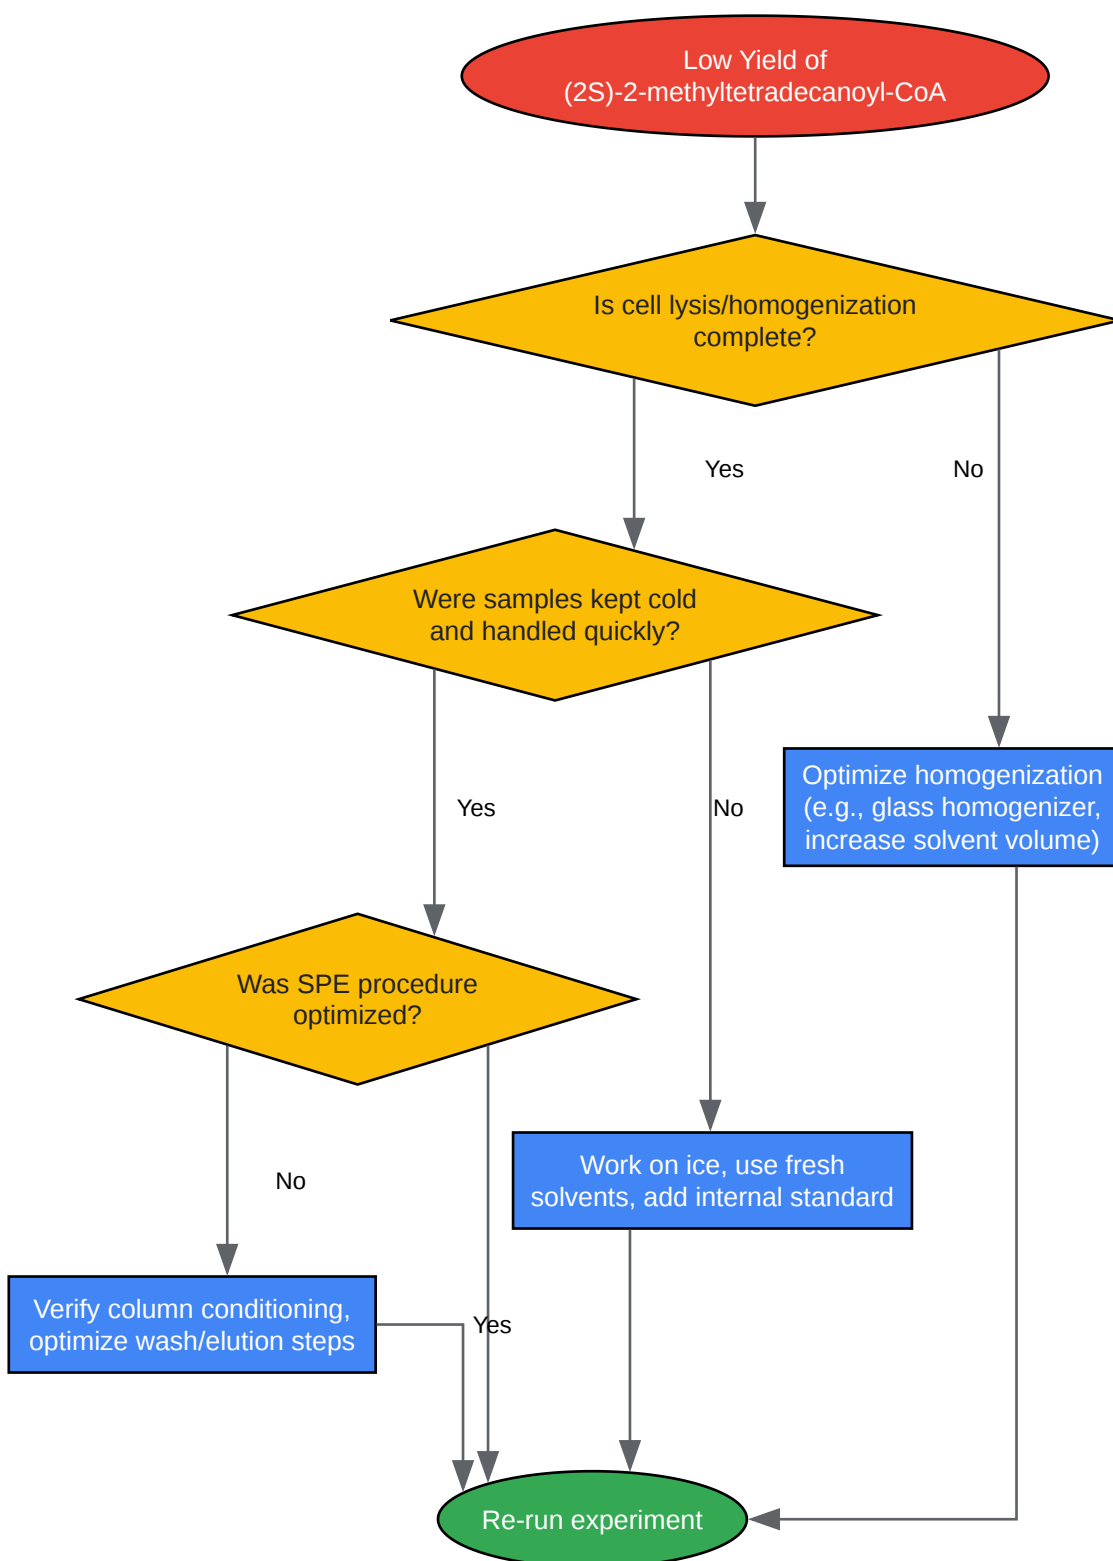 Low Yield of
(2S)-2-methyltetradecanoyl-CoA
Is cell lysis/homogenization
complete?
Yes
No
Were samples kept cold
and handled quickly?
Optimize homogenization
(e.g., glass homogenizer,
increase solvent volume)
Yes
No
Was SPE procedure
optimized?
Work on ice, use fresh
solvents, add internal standard
No
Verify column conditioning,
optimize wash/elution steps
Yes
Re-run experiment